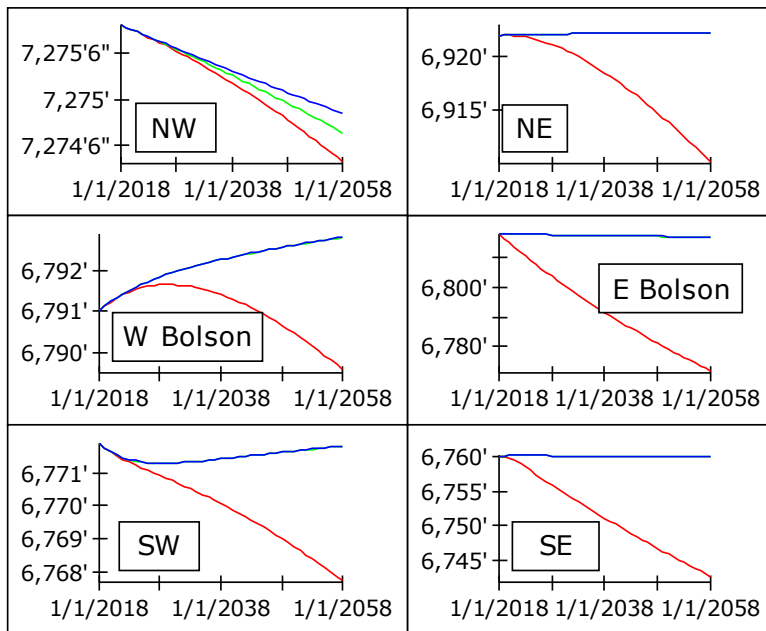 7,275'6"
7,275'
7,274'6"
NW
1/1/2018 1/1/2038 1/1/2058
6,920'
6,915'
NE
1/1/2018 1/1/2038 1/1/2058
6,792'
6,791'
6,790'
W Bolson
1/1/2018 1/1/2038 1/1/2058
6,800'
E Bolson
6,780'
1/1/2018 1/1/2038 1/1/2058
6,771'
6,770'
6,769'
6,768'
SW
1/1/2018 1/1/2038 1/1/2058
6,760'
6,755'
6,750'
6,745'
SE
1/1/2018 1/1/2038 1/1/2058